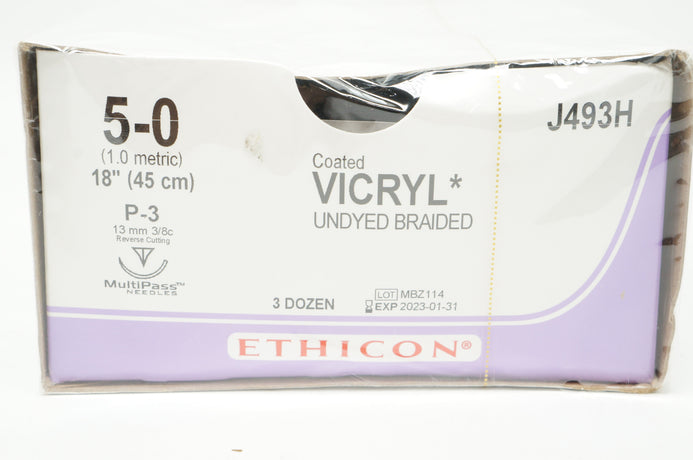 5-0
(1.0 metric)
18" (45 cm)
P-3
13 mm 3/8c
Reverse Cutting
MultiPass™
NEEDLES
Coated
VICRYL*
UNDYED BRAIDED
3 DOZEN
LOT MBZ114
EXP 2023-01-31
J493H
ETHICON®